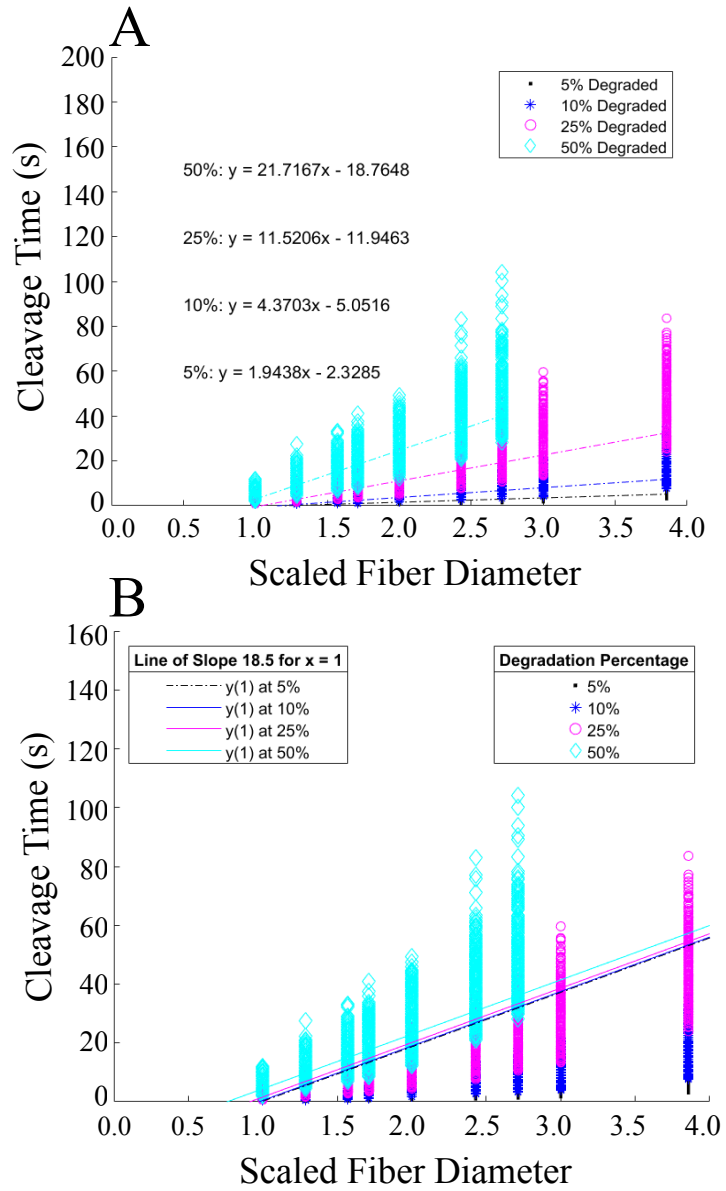 A
200
180
160
140
120
100
80
60
40
20
0
Cleavage Time (s)
5% Degraded
10% Degraded
25% Degraded
50% Degraded
50%: y = 21.7167x - 18.7648
25%: y = 11.5206x - 11.9463
10%: y = 4.3703x - 5.0516
5%: y = 1.9438x - 2.3285
0.0 0.5 1.0 1.5 2.0 2.5 3.0 3.5 4.0
Scaled Fiber Diameter
B
160
140
120
100
80
60
40
20
0
Cleavage Time (s)
Line of Slope 18.5 for x = 1
y(1) at 5%
y(1) at 10%
y(1) at 25%
y(1) at 50%
Degradation Percentage
5%
10%
25%
50%
0.0 0.5 1.0 1.5 2.0 2.5 3.0 3.5 4.0
Scaled Fiber Diameter